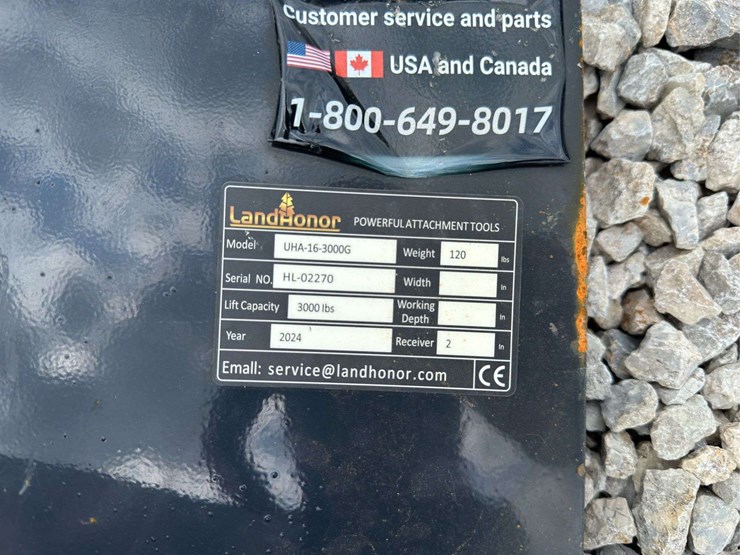 Customer service and parts
USA and Canada
1-800-649-8017
LandHonor POWERFUL ATTACHMENT TOOLS
Model UHA-16-3000G Weight 120 lbs
Serial NO. HL-02270 Width In
Lift Capacity 3000 lbs Working Depth In
Year 2024 Receiver 2 In
Email: service@landhonor.com CE